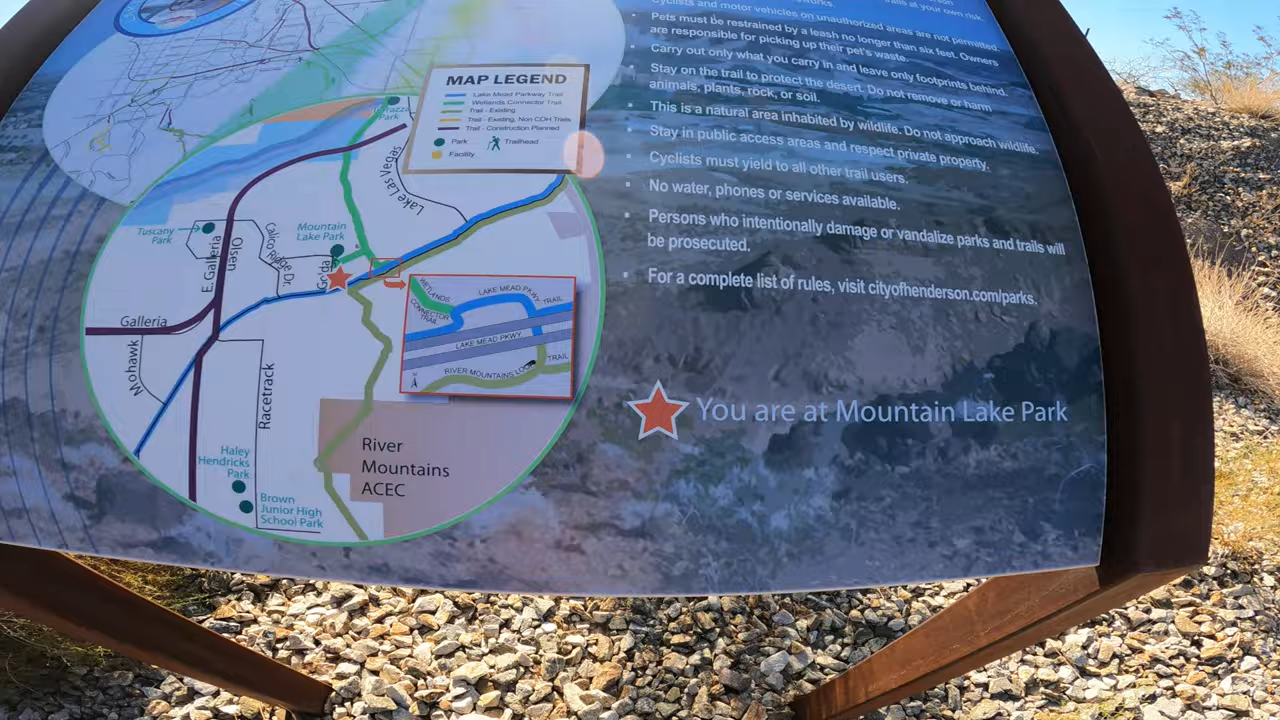 trails at your own risk.
Cyclists and motor vehicles on unauthorized areas are not permitted.
Pets must be restrained by a leash no longer than six feet. Owners
are responsible for picking up their pet's waste.
Carry out only what you carry in and leave only footprints behind.
Stay on the trail to protect the desert. Do not remove or harm
animals, plants, rock, or soil.
This is a natural area inhabited by wildlife. Do not approach wildlife.
Stay in public access areas and respect private property.
Cyclists must yield to all other trail users.
No water, phones or services available.
Persons who intentionally damage or vandalize parks and trails will
be prosecuted.
For a complete list of rules, visit cityofhenderson.com/parks.
You are at Mountain Lake Park
MAP LEGEND
Lake Mead Parkway Trail
Wetlands Connector Trail
Trail - Existing
Trail - Existing, Non COH Trails
Trail - Construction Planned
Park
Trailhead
Facility
Park
Lake Las Vegas
Tuscany
Park
E. Galleria
Olsen
Calico Ridge Dr.
Mountain
Lake Park
Galleria
Mohawk
Racetrack
WETLANDS
CONNECTOR
TRAIL
LAKE MEAD PKWY
TRAIL
LAKE MEAD PKWY
RIVER MOUNTAINS LOOP
TRAIL
N
River
Mountains
ACEC
Haley
Hendricks
Park
Brown
Junior High
School Park